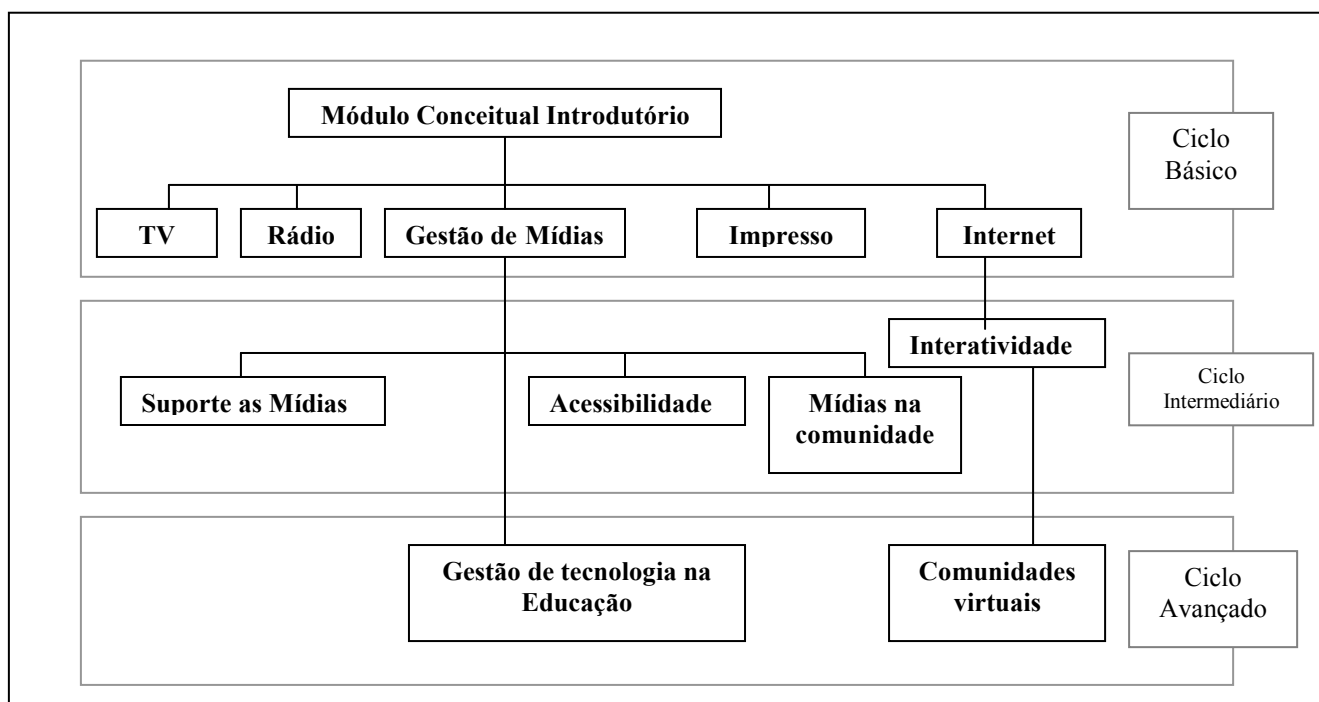 Módulo Conceitual Introdutório
Ciclo
Básico
TV
Rádio
Gestão de Mídias
Impresso
Internet
Interatividade
Ciclo
Intermediário
Suporte as Mídias
Acessibilidade
Mídias na
comunidade
Gestão de tecnologia na
Educação
Comunidades
virtuais
Ciclo
Avançado